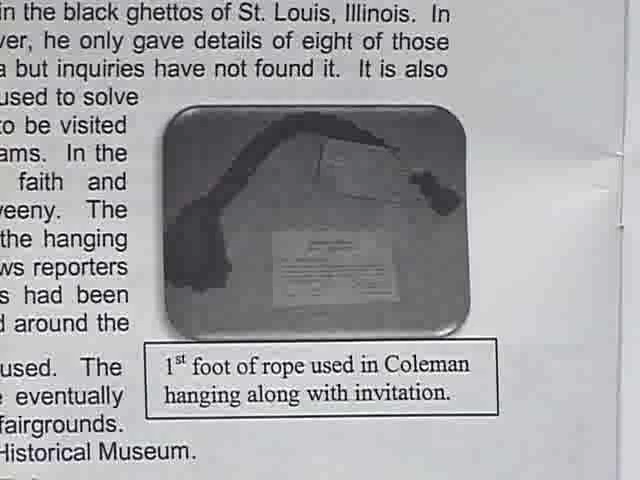 in the black ghettos of St. Louis, Illinois. In
ver, he only gave details of eight of those
a but inquiries have not found it. It is also
used to solve
to be visited
ams. In the
faith and
weeny. The
the hanging
ws reporters
s had been
d around the
1st foot of rope used in Coleman
hanging along with invitation.
used. The
e eventually
fairgrounds.
Historical Museum.